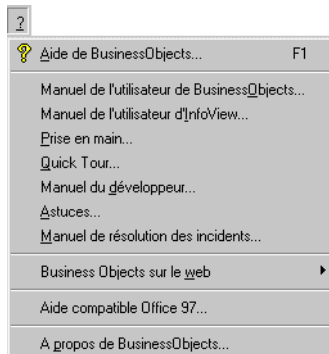 ?
? Aide de BusinessObjects... F1
Manuel de l'utilisateur de BusinessObjects...
Manuel de l'utilisateur d'InfoView...
Prise en main...
Quick Tour...
Manuel du développeur...
Astuces...
Manuel de résolution des incidents...
Business Objects sur le web
Aide compatible Office 97...
A propos de BusinessObjects...